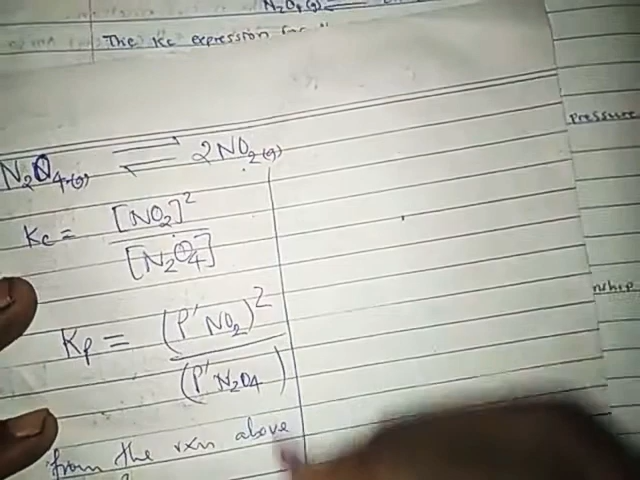 N₂O₄(g) ⇌
The Kc expression for
pressure
N₂O₄(g) ⇌ 2NO₂(g)
Kc = [NO₂]² / [N₂O₄]
Kp = (P'NO₂)² / (P'N₂O₄)
from the rxn above